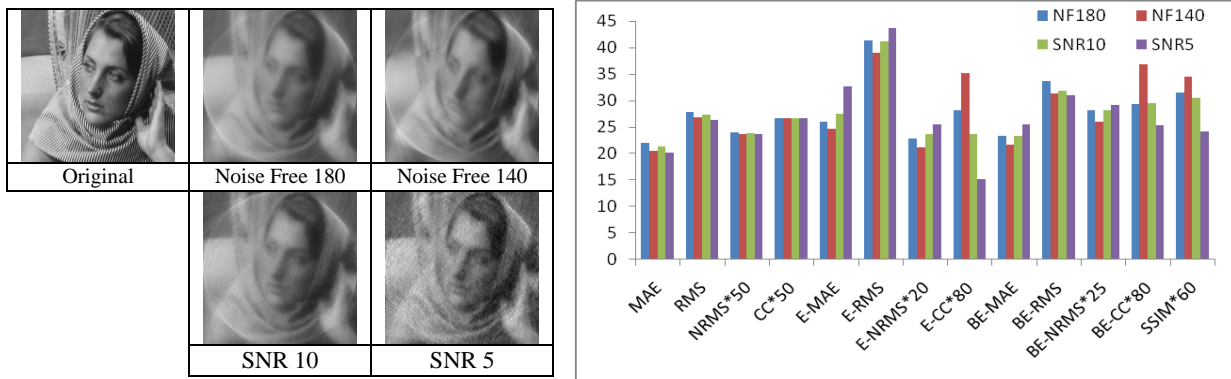 Original
Noise Free 180
Noise Free 140
SNR 10
SNR 5
45
40
35
30
25
20
15
10
5
0
NF180
NF140
SNR10
SNR5
MAE
RMS
NRMS*50
CC*50
E-MAE
E-RMS
E-NRMS*20
E-CC*80
BE-MAE
BE-RMS
BE-NRMS*25
BE-CC*80
SSIM*60